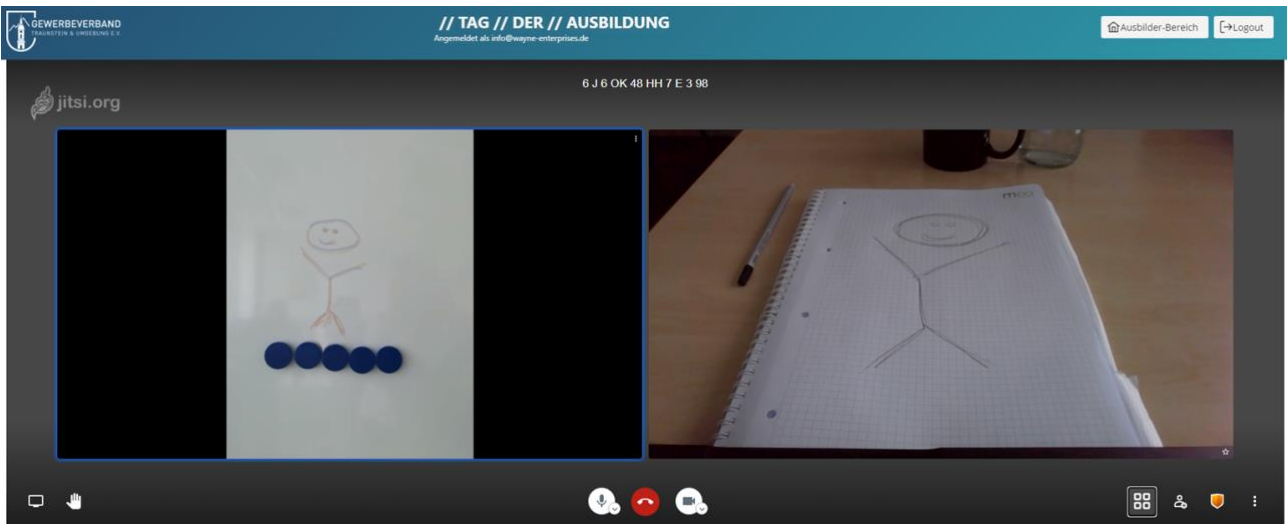 GEWERBEVERBAND
TRAUNSTEIN & UMGEBUNG E.V.
// TAG // DER // AUSBILDUNG
Angemeldet als info@wayne-enterprises.de
Ausbilder-Bereich
Logout
jitsi.org
6 J 6 OK 48 HH 7 E 3 98